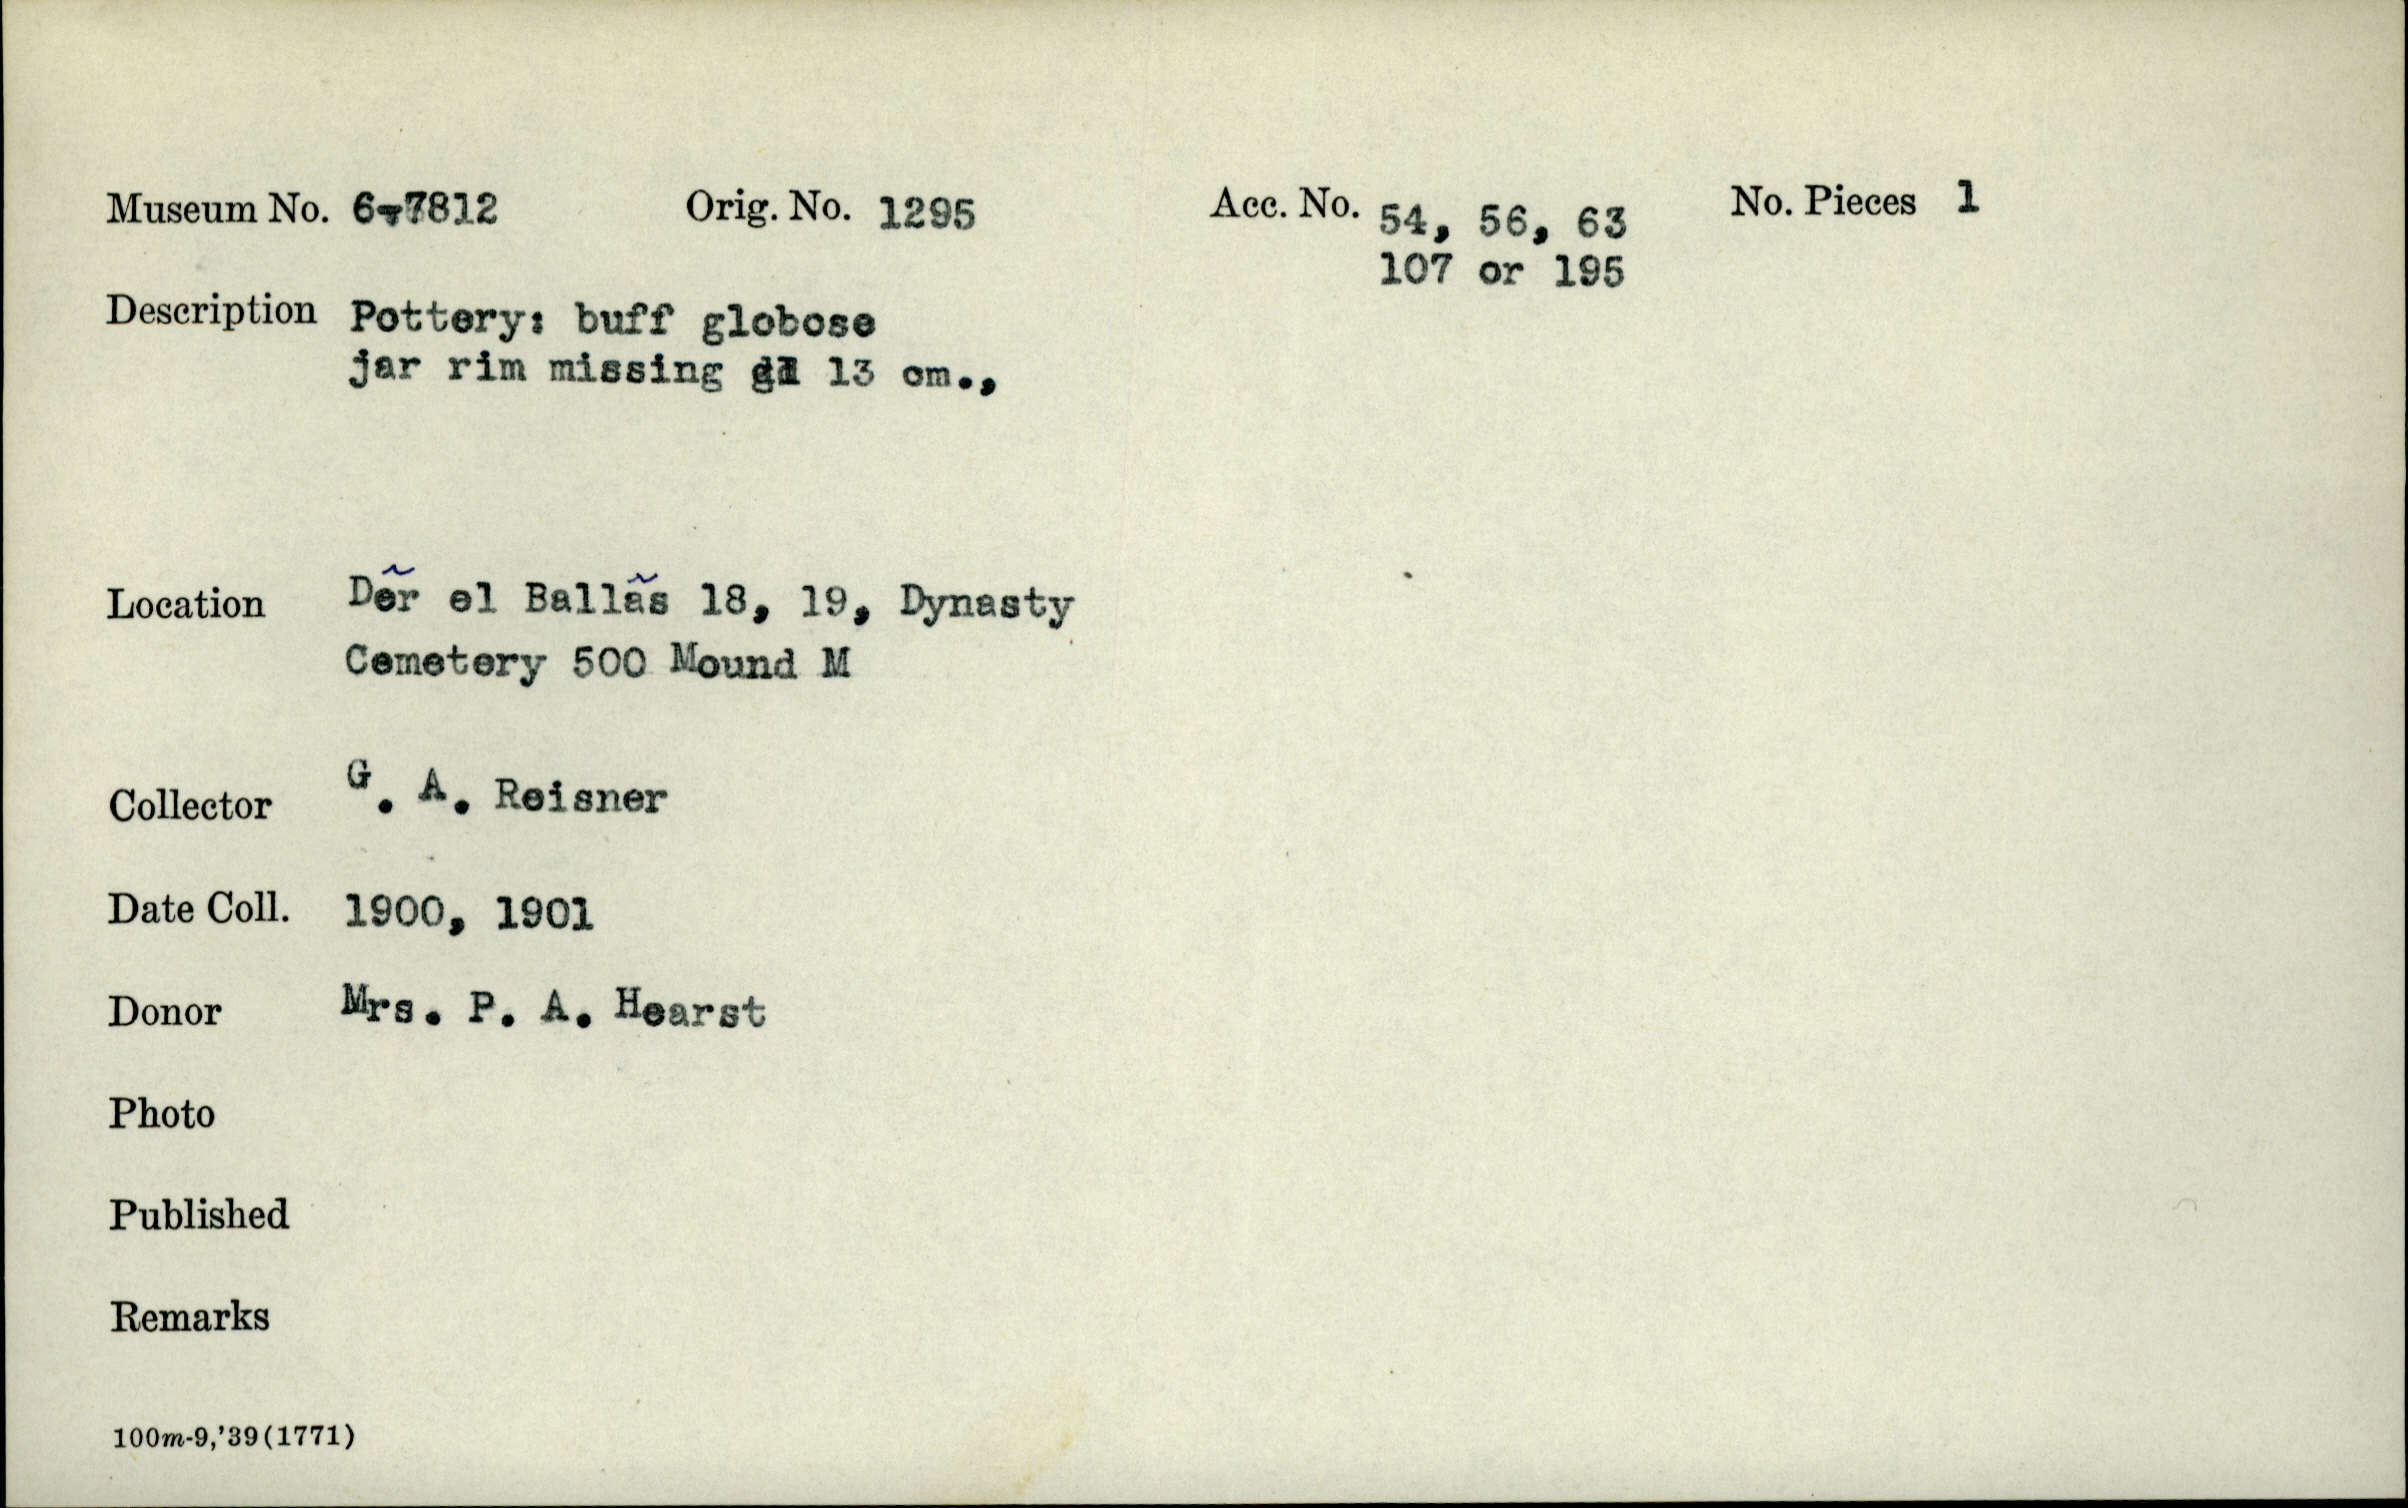 Museum No. 6-7812 Orig. No. 1295 Acc. No. 54, 56, 63 No. Pieces 1
107 or 195
Description Pottery: buff globose
jar rim missing 13 cm.,
Location Dẽr el Ballãs 18, 19, Dynasty
Cemetery 500 Mound M
Collector G. A. Reisner
Date Coll. 1900, 1901
Donor Mrs. P. A. Hearst
Photo
Published
Remarks
100m-9,'39(1771)